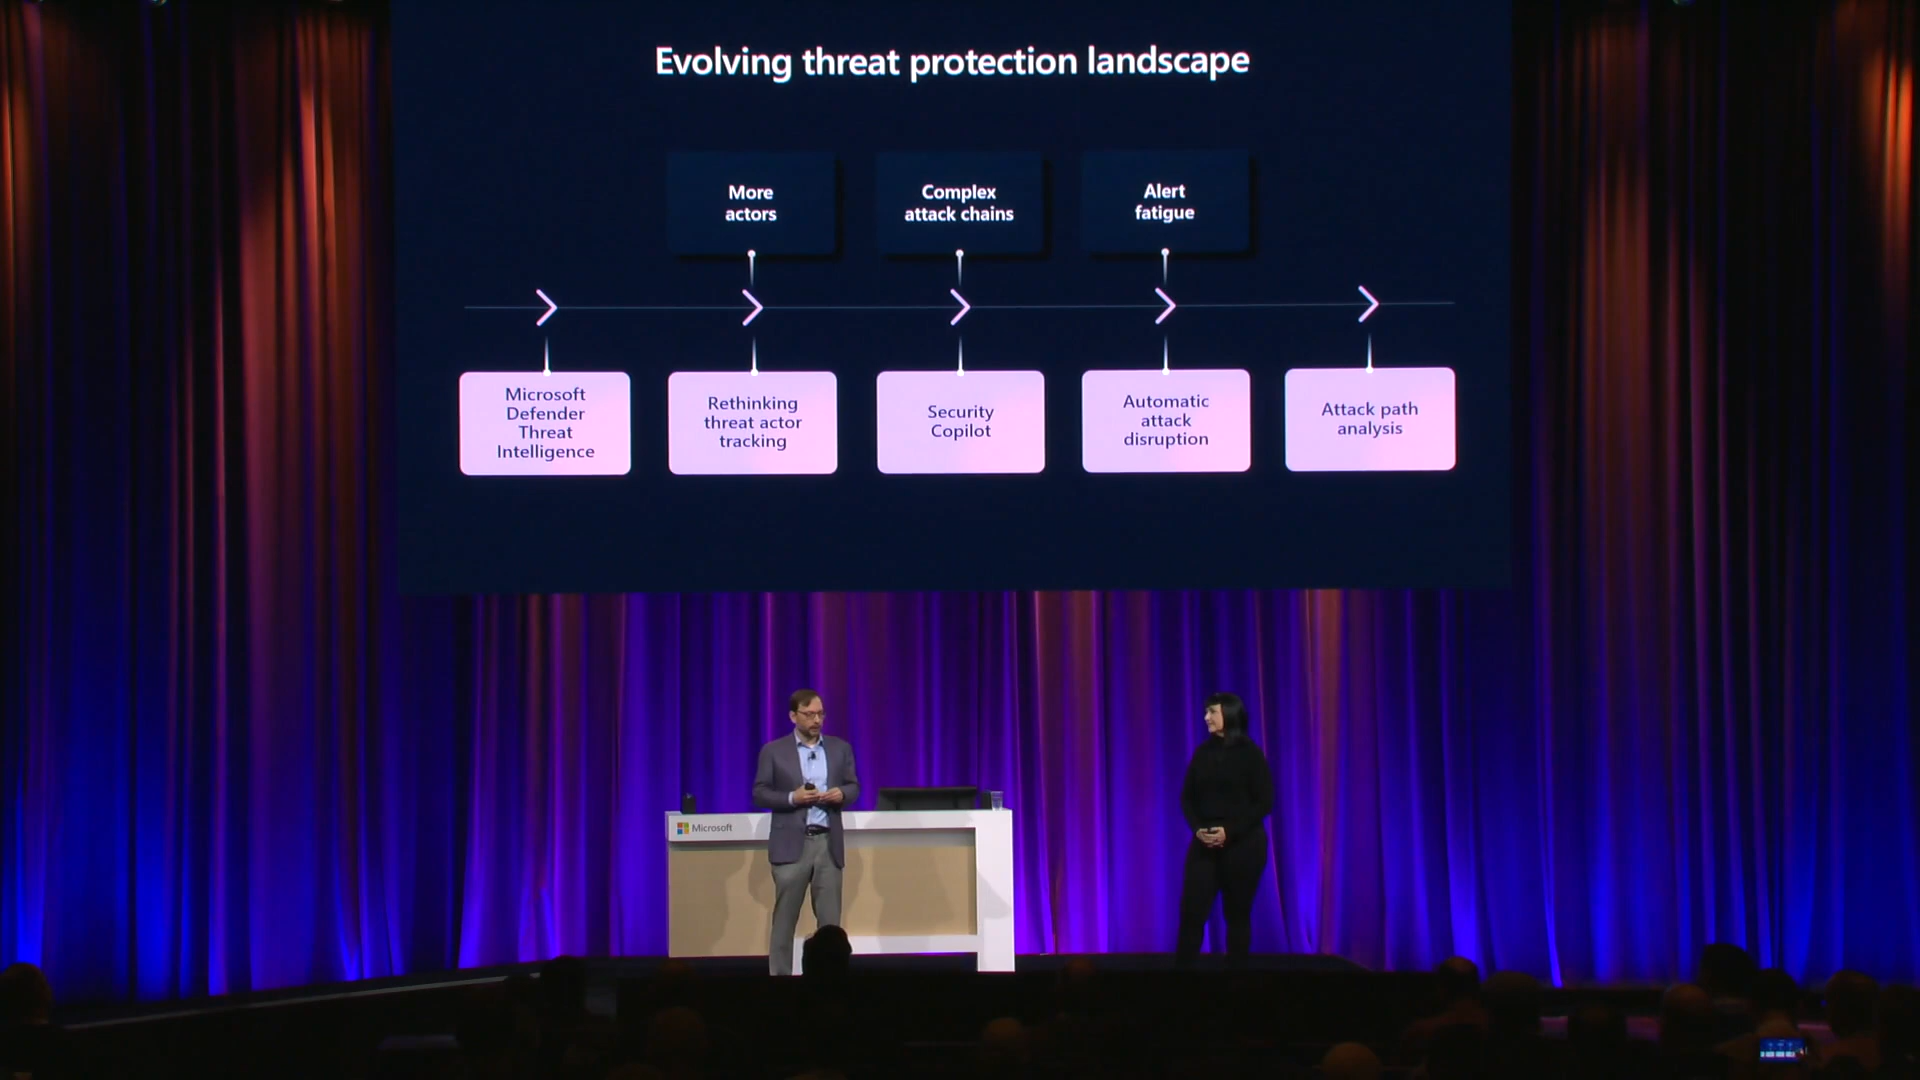 Evolving threat protection landscape
More
actors
Complex
attack chains
Alert
fatigue
Microsoft
Defender
Threat
Intelligence
Rethinking
threat actor
tracking
Security
Copilot
Automatic
attack
disruption
Attack path
analysis
Microsoft